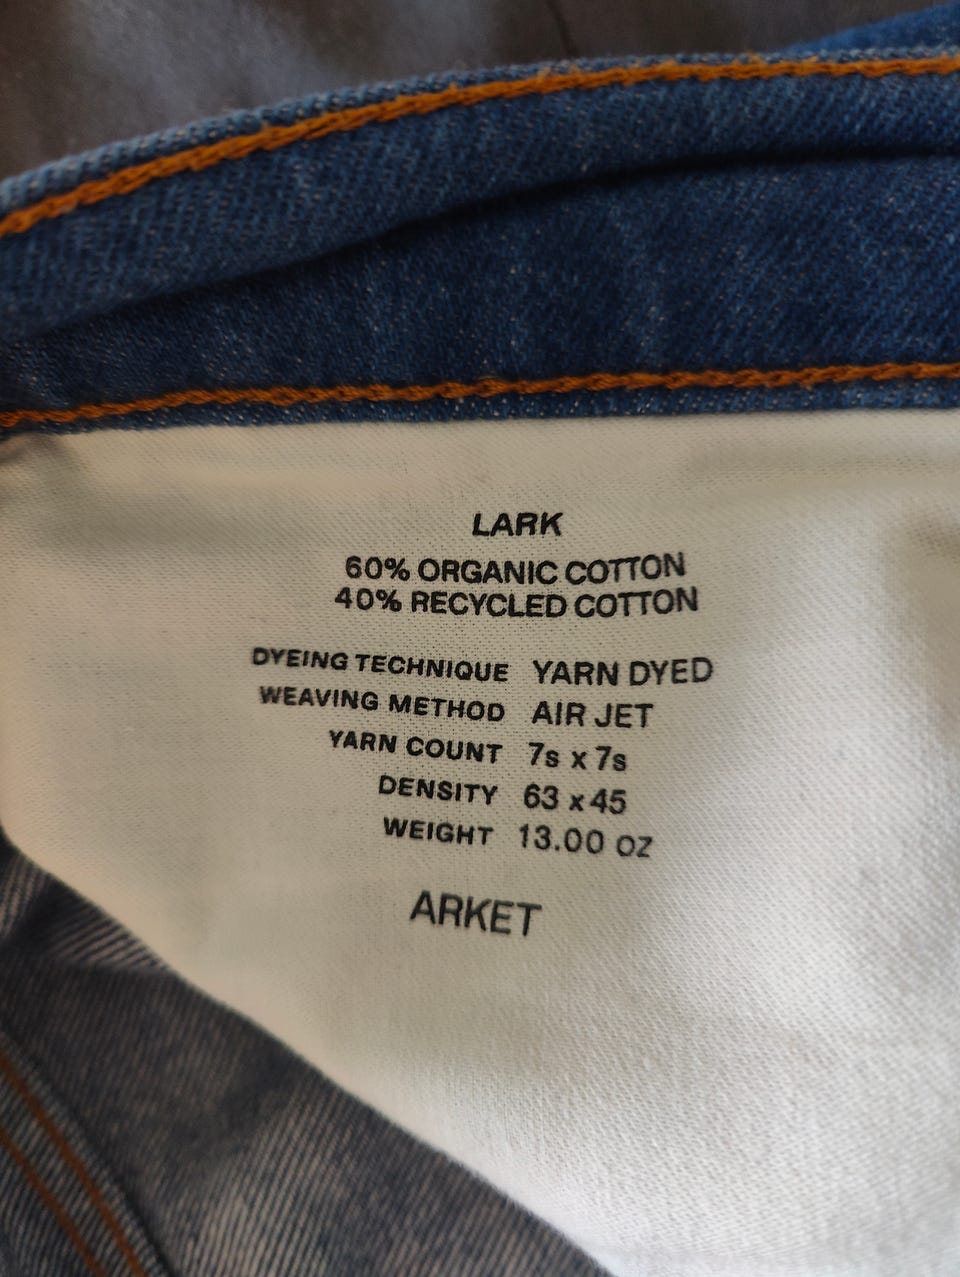 LARK
60% ORGANIC COTTON
40% RECYCLED COTTON
DYEING TECHNIQUE YARN DYED
WEAVING METHOD AIR JET
YARN COUNT 7s x 7s
DENSITY 63 x 45
WEIGHT 13.00 OZ
ARKET